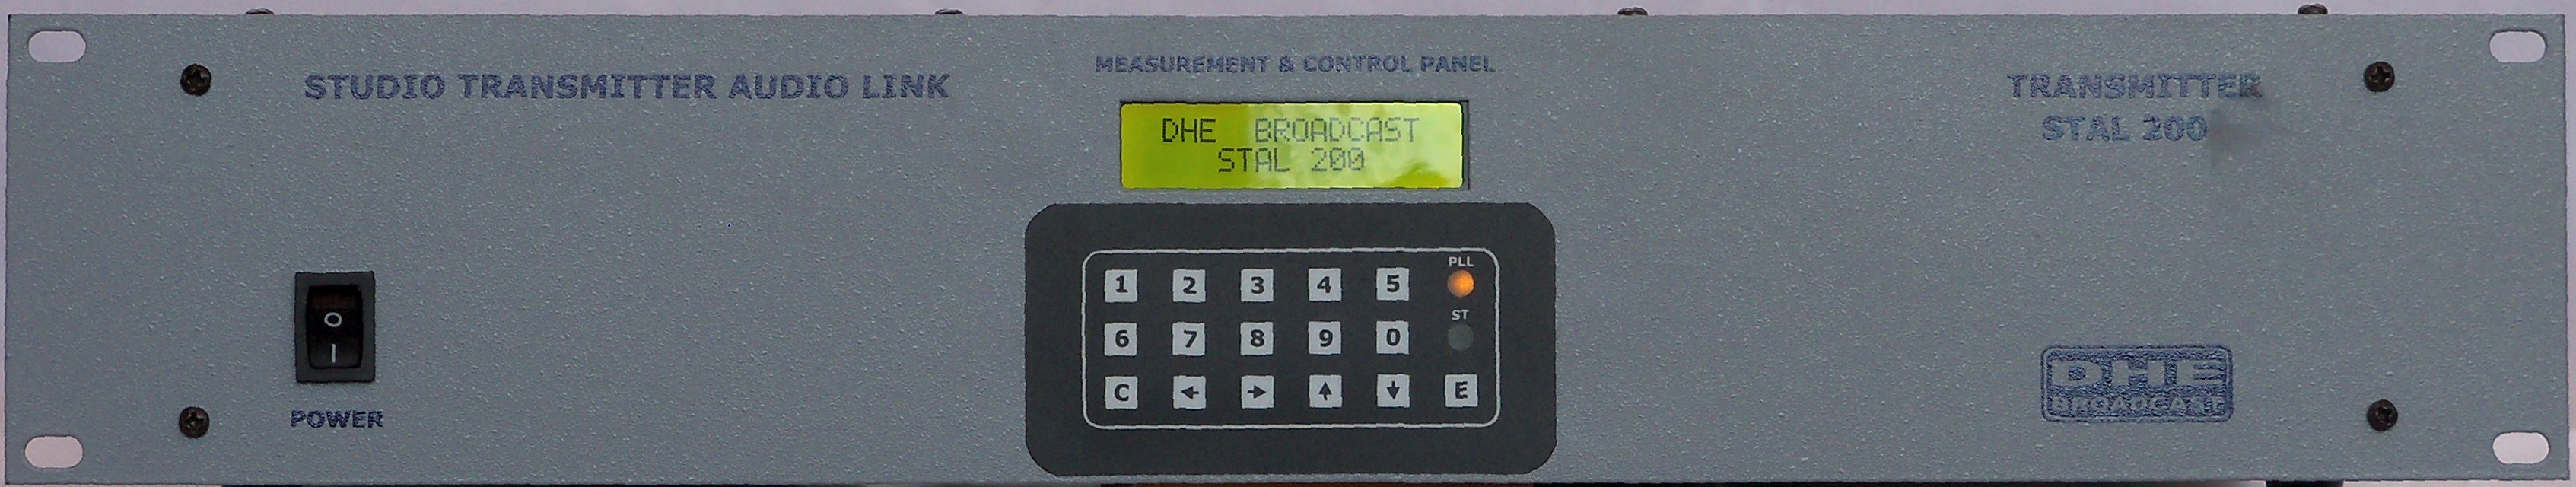 STUDIO TRANSMITTER AUDIO LINK
MEASUREMENT & CONTROL PANEL
DHE BROADCAST
STAL 200
TRANSMITTER
STAL 200
O
I
POWER
1 2 3 4 5 PLL
6 7 8 9 0 ST
C ← → ↑ ↓ E
DHE
BROADCAST